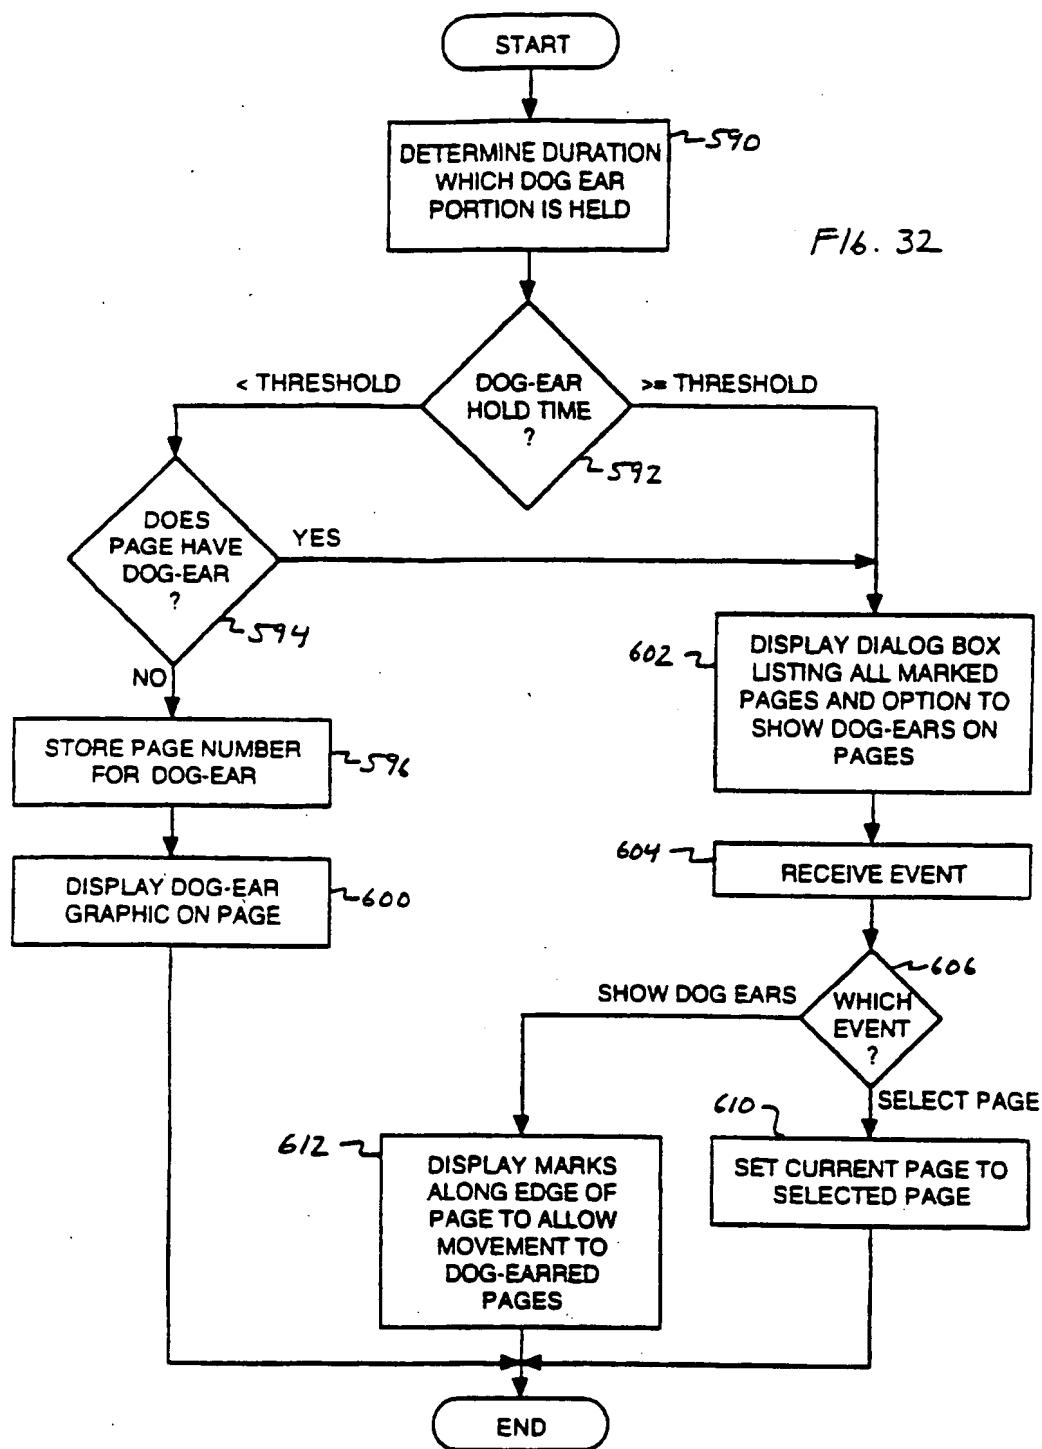 START
DETERMINE DURATION
WHICH DOG EAR
PORTION IS HELD
590
FIG. 32
< THRESHOLD
DOG-EAR
HOLD TIME
?
>= THRESHOLD
592
DOES
PAGE HAVE
DOG-EAR
?
YES
594
NO
STORE PAGE NUMBER
FOR DOG-EAR
596
DISPLAY DOG-EAR
GRAPHIC ON PAGE
600
602
DISPLAY DIALOG BOX
LISTING ALL MARKED
PAGES AND OPTION TO
SHOW DOG-EARS ON
PAGES
604
RECEIVE EVENT
606
SHOW DOG EARS
WHICH
EVENT
?
SELECT PAGE
610
SET CURRENT PAGE TO
SELECTED PAGE
612
DISPLAY MARKS
ALONG EDGE OF
PAGE TO ALLOW
MOVEMENT TO
DOG-EARRED
PAGES
END